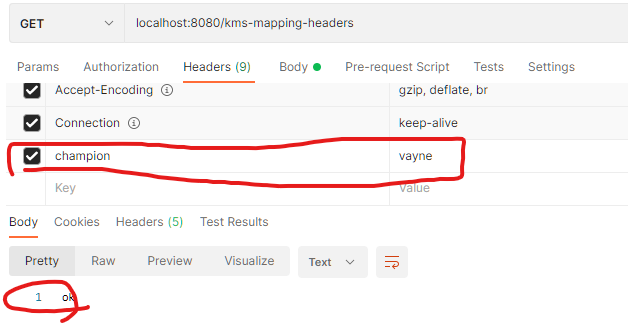 GET localhost:8080/kms-mapping-headers
Params Authorization Headers (9) Body Pre-request Script Tests Settings
Accept-Encoding gzip, deflate, br
Connection keep-alive
champion vayne
Key Value
Body Cookies Headers (5) Test Results
Pretty Raw Preview Visualize Text
1 ok